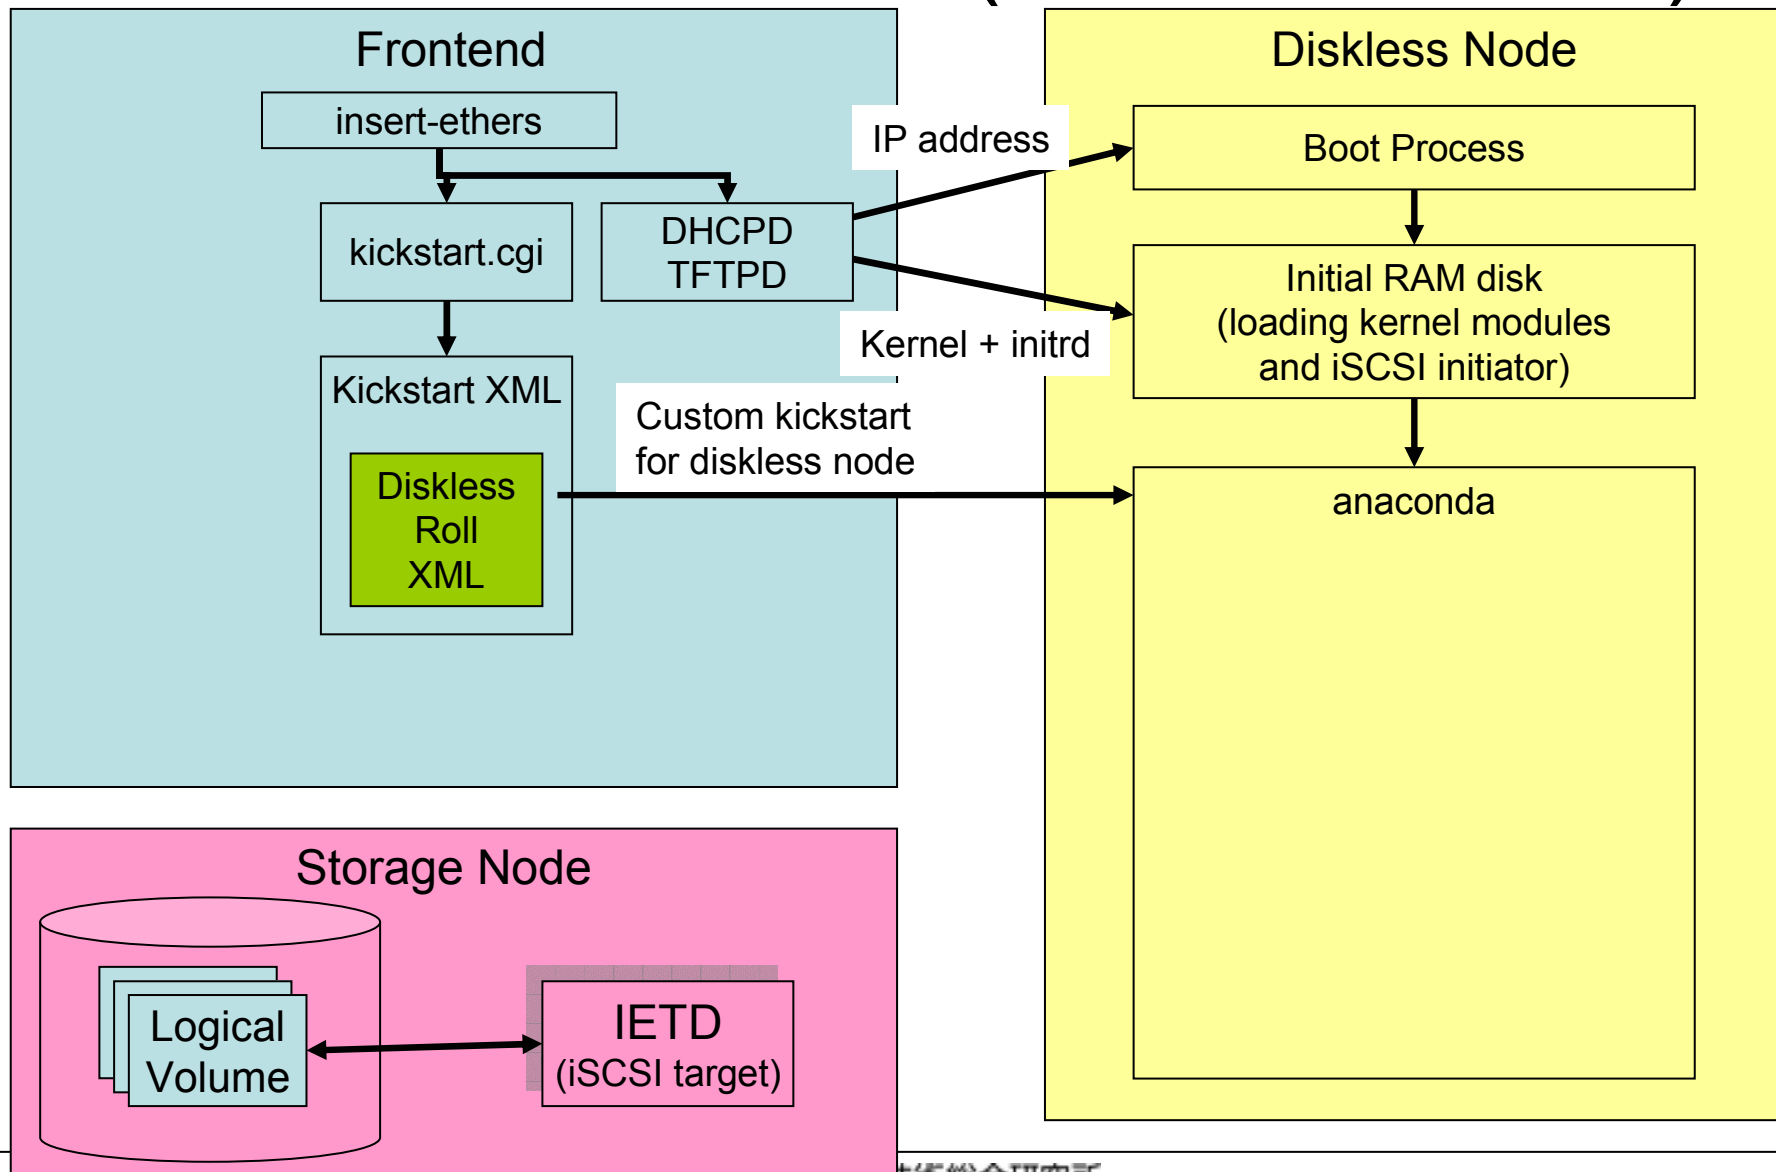 Frontend
insert-ethers
kickstart.cgi
DHCPD
TFTPD
Kickstart XML
Diskless
Roll
XML
IP address
Kernel + initrd
Custom kickstart
for diskless node
Diskless Node
Boot Process
Initial RAM disk
(loading kernel modules
and iSCSI initiator)
anaconda
Storage Node
Logical
Volume
IETD
(iSCSI target)